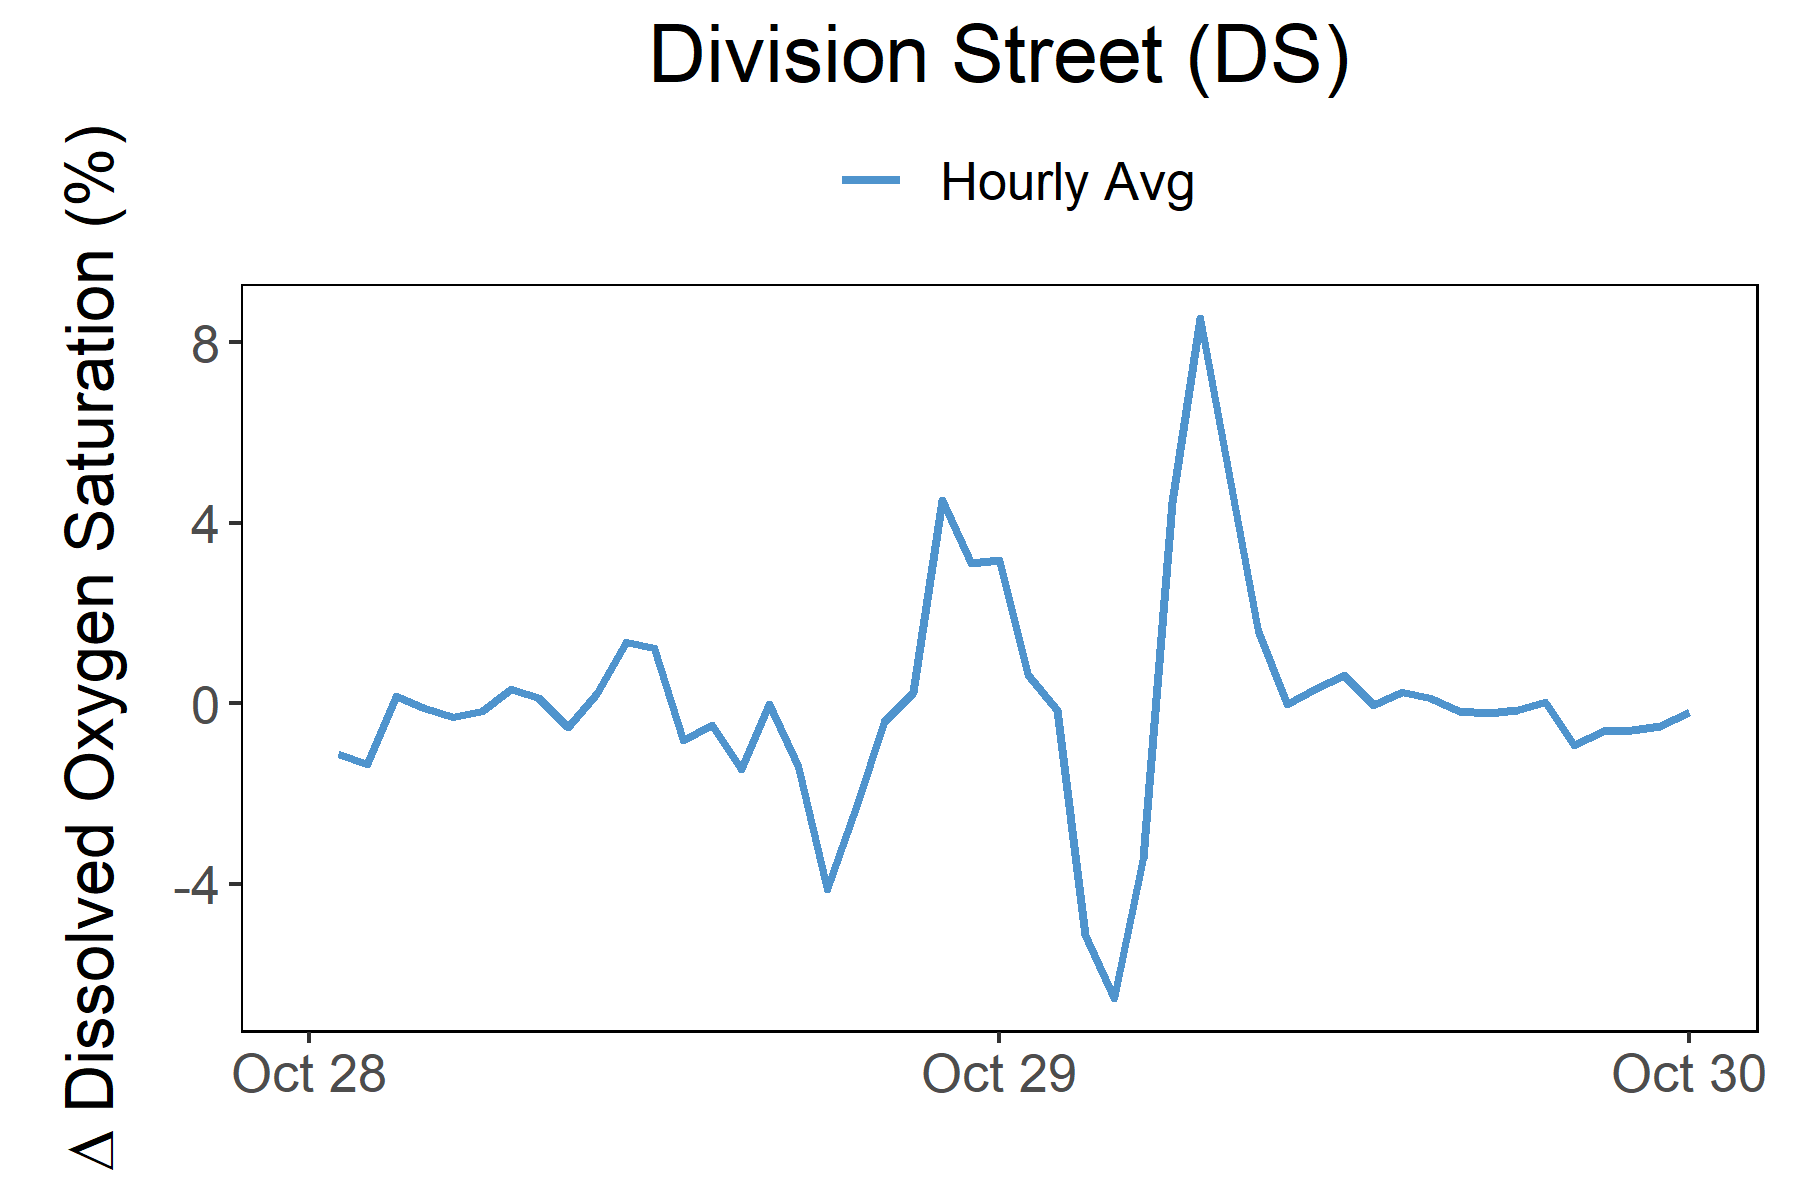 Division Street (DS)
Hourly Avg
Δ Dissolved Oxygen Saturation (%)
8
4
0
-4
Oct 28
Oct 29
Oct 30